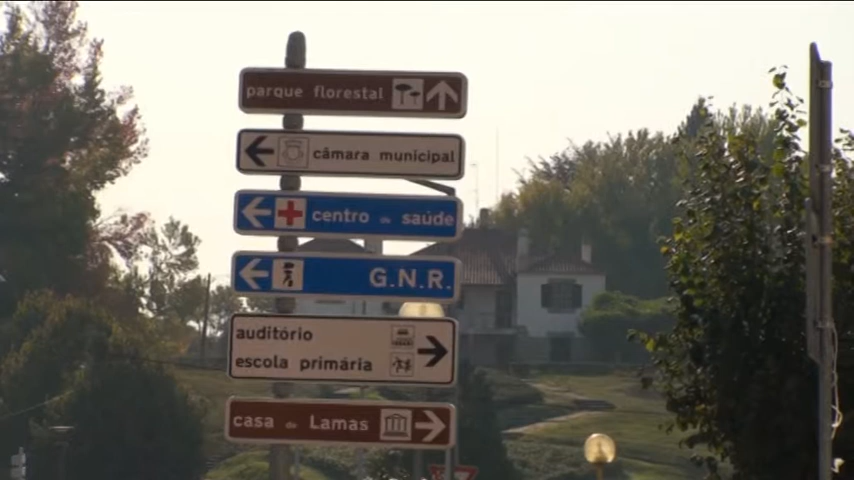 parque florestal
câmara municipal
centro de saúde
G.N.R.
auditório
escola primária
casa de Lamas